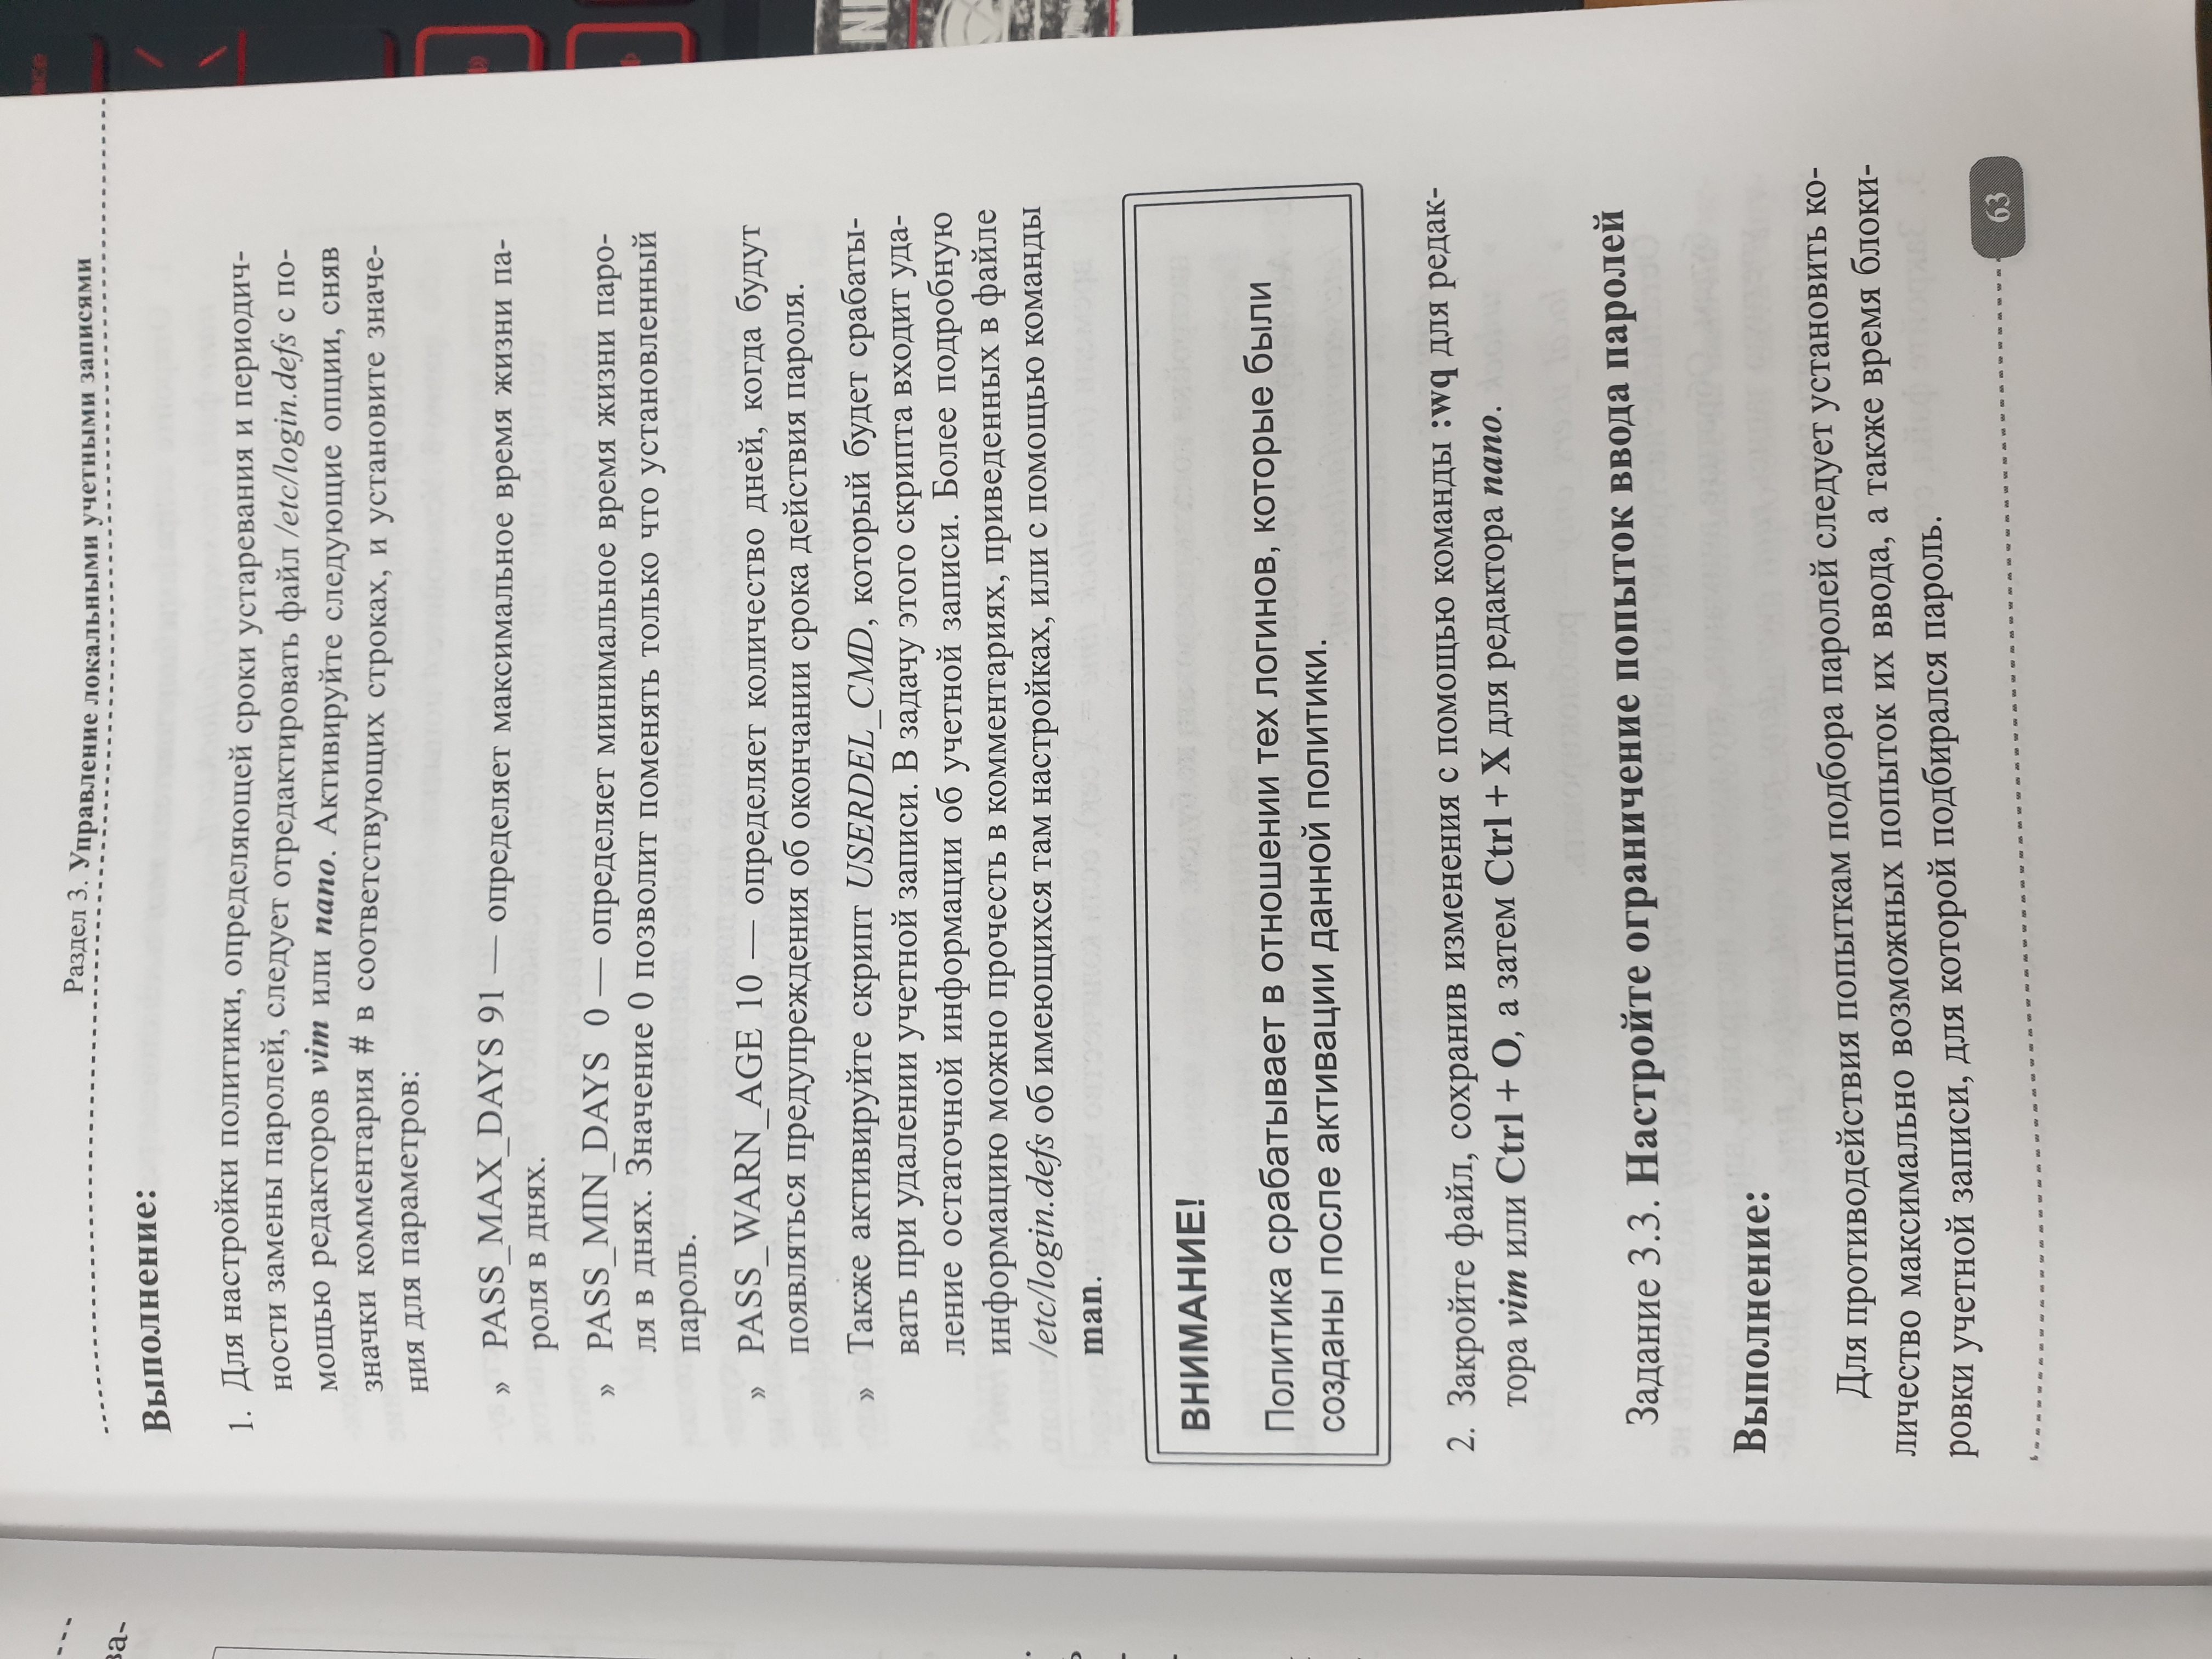 за-
Раздел 3. Управление локальными учетными записями
Выполнение:
1. Для настройки политики, определяющей сроки устаревания и периодич-
ности замены паролей, следует отредактировать файл /etc/login.defs с по-
мощью редакторов vim или nano. Активируйте следующие опции, сняв
значки комментария # в соответствующих строках, и установите значе-
ния для параметров:
» PASS_MAX_DAYS 91 — определяет максимальное время жизни па-
роля в днях.
» PASS_MIN_DAYS 0 — определяет минимальное время жизни паро-
ля в днях. Значение 0 позволит поменять только что установленный
пароль.
» PASS_WARN_AGE 10 — определяет количество дней, когда будут
появляться предупреждения об окончании срока действия пароля.
» Также активируйте скрипт USERDEL_CMD, который будет срабаты-
вать при удалении учетной записи. В задачу этого скрипта входит уда-
ление остаточной информации об учетной записи. Более подробную
информацию можно прочесть в комментариях, приведенных в файле
/etc/login.defs об имеющихся там настройках, или с помощью команды
man.
ВНИМАНИЕ!
Политика срабатывает в отношении тех логинов, которые были
созданы после активации данной политики.
2. Закройте файл, сохранив изменения с помощью команды :wq для редак-
тора vim или Ctrl + O, а затем Ctrl + X для редактора nano.
Задание 3.3. Настройте ограничение попыток ввода паролей
Выполнение:
Для противодействия попыткам подбора паролей следует установить ко-
личество максимально возможных попыток их ввода, а также время блоки-
ровки учетной записи, для которой подбирался пароль.
63